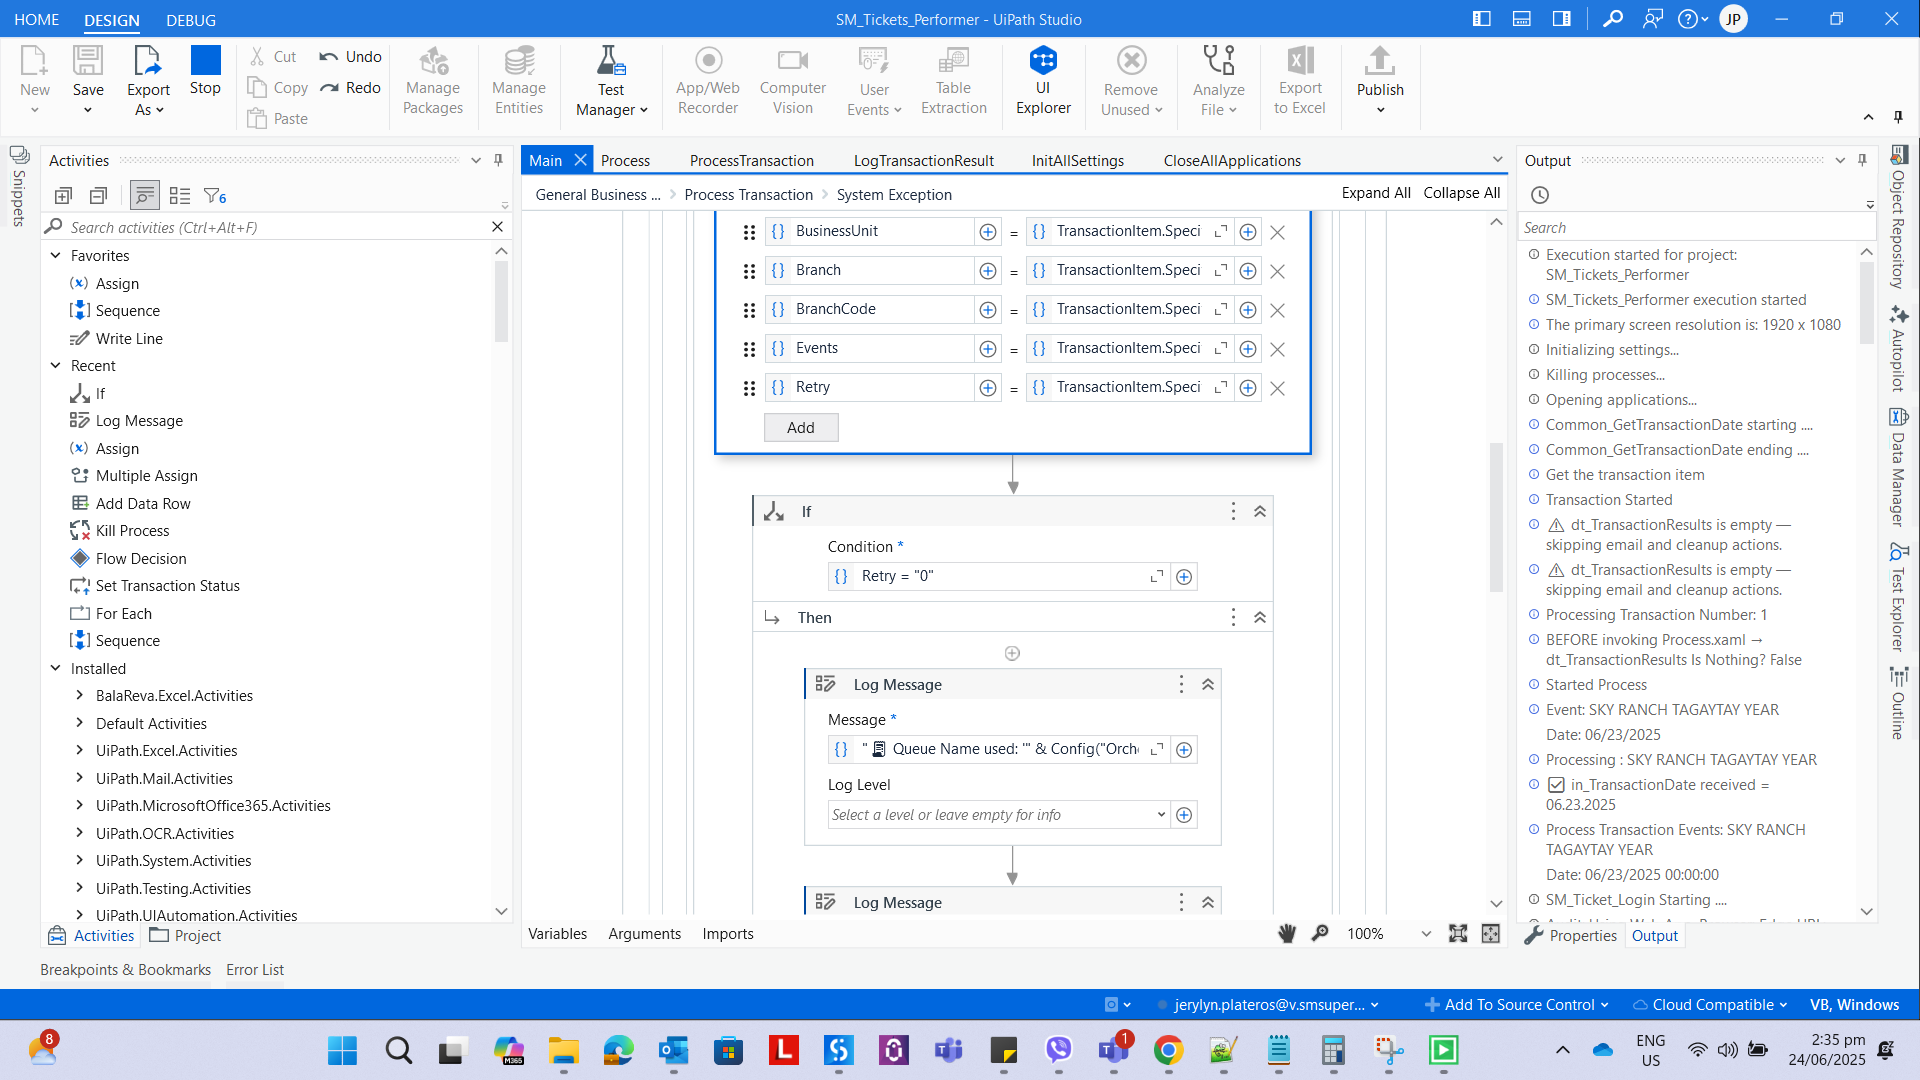 HOME DESIGN DEBUG SM_Tickets_Performer - UiPath Studio JP
New Save Export As Stop Cut Copy Paste Undo Redo Manage Packages Manage Entities Test Manager App/Web Recorder Computer Vision User Events Table Extraction UI Explorer Remove Unused Analyze File Export to Excel Publish
Snippets
Activities
6
Search activities (Ctrl+Alt+F)
Favorites
Assign
Sequence
Write Line
Recent
If
Log Message
Assign
Multiple Assign
Add Data Row
Kill Process
Flow Decision
Set Transaction Status
For Each
Sequence
Installed
BalaReva.Excel.Activities
Default Activities
UiPath.Excel.Activities
UiPath.Mail.Activities
UiPath.MicrosoftOffice365.Activities
UiPath.OCR.Activities
UiPath.System.Activities
UiPath.Testing.Activities
UiPath.UIAutomation.Activities
Activities Project
Main Process ProcessTransaction LogTransactionResult InitAllSettings CloseAllApplications
General Business ... > Process Transaction > System Exception Expand All Collapse All
{} BusinessUnit = {} TransactionItem.Speci
{} Branch = {} TransactionItem.Speci
{} BranchCode = {} TransactionItem.Speci
{} Events = {} TransactionItem.Speci
{} Retry = {} TransactionItem.Speci
Add
If
Condition *
{} Retry = "0"
Then
Log Message
Message *
{} " 🧾 Queue Name used: '" & Config("Orch
Log Level
Select a level or leave empty for info
Log Message
Variables Arguments Imports 100%
Output
Search
Execution started for project:
SM_Tickets_Performer
SM_Tickets_Performer execution started
The primary screen resolution is: 1920 x 1080
Initializing settings...
Killing processes...
Opening applications...
Common_GetTransactionDate starting ....
Common_GetTransactionDate ending ....
Get the transaction item
Transaction Started
⚠ dt_TransactionResults is empty —
skipping email and cleanup actions.
⚠ dt_TransactionResults is empty —
skipping email and cleanup actions.
Processing Transaction Number: 1
BEFORE invoking Process.xaml →
dt_TransactionResults Is Nothing? False
Started Process
Event: SKY RANCH TAGAYTAY YEAR
Date: 06/23/2025
Processing : SKY RANCH TAGAYTAY YEAR
☑ in_TransactionDate received =
06.23.2025
Process Transaction Events: SKY RANCH
TAGAYTAY YEAR
Date: 06/23/2025 00:00:00
SM_Ticket_Login Starting ....
Properties Output
Object Repository
Autopilot
Data Manager
Test Explorer
Outline
Breakpoints & Bookmarks Error List
jerylyn.plateros@v.smsuper... Add To Source Control Cloud Compatible VB, Windows
8 M365 L 1 ENG US 2:35 pm 24/06/2025